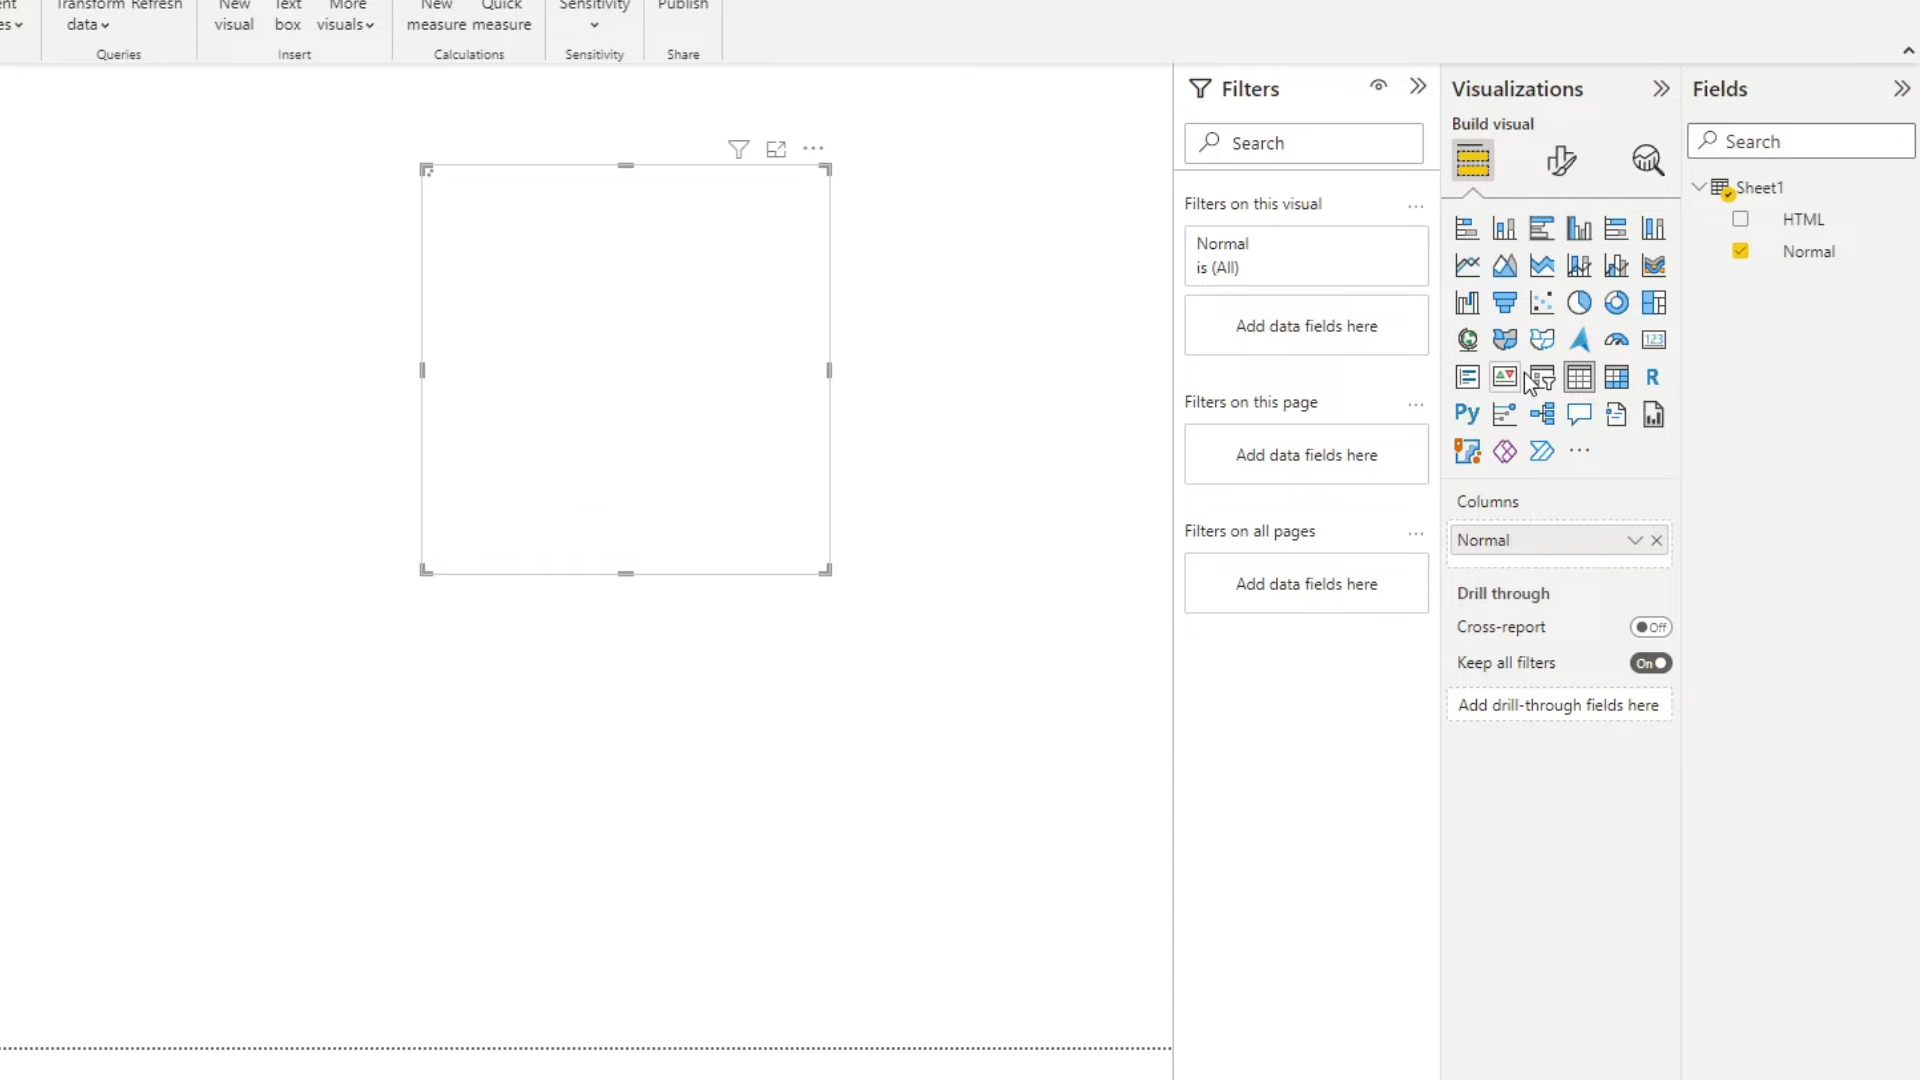 Transform Refresh
data
Queries
New
visual
Text
box
More
visuals
Insert
New
measure
Quick
measure
Calculations
Sensitivity
Sensitivity
Publish
Share
Filters
Search
Filters on this visual
Normal
is (All)
Add data fields here
Filters on this page
Add data fields here
Filters on all pages
Add data fields here
Visualizations
Build visual
123
R
Py
Columns
Normal
Drill through
Cross-report
Off
Keep all filters
On
Add drill-through fields here
Fields
Search
Sheet1
HTML
Normal